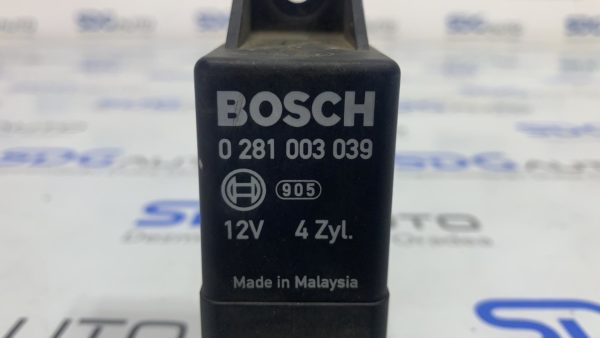 BOSCH
0 281 003 039
905
12V 4 Zyl.
Made in Malaysia